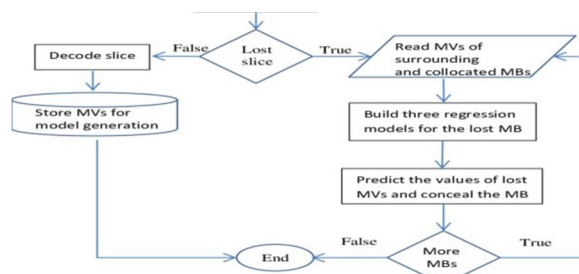 False
Lost
slice
True
Decode slice
Read MVs of
surrounding
and collocated MBs
Store MVs for
model generation
Build three regression
models for the lost MB
Predict the values of lost
MVs and conceal the MB
False
More
MBs
True
End